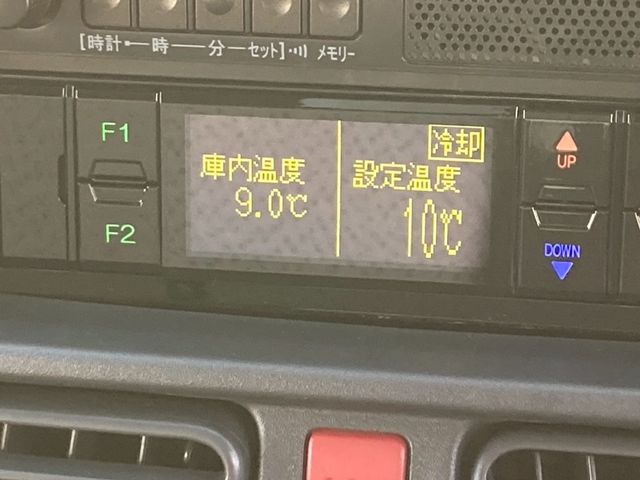 [時計 時 分 セット] メモリー
F1
F2
庫内温度
9.0℃
冷却
設定温度
10℃
UP
DOWN